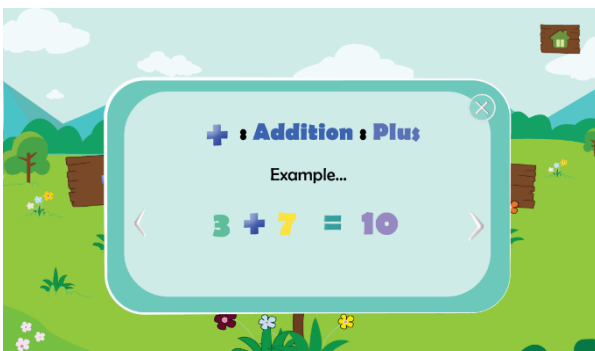 + : Addition : Plus
Example...
3 + 7 = 10